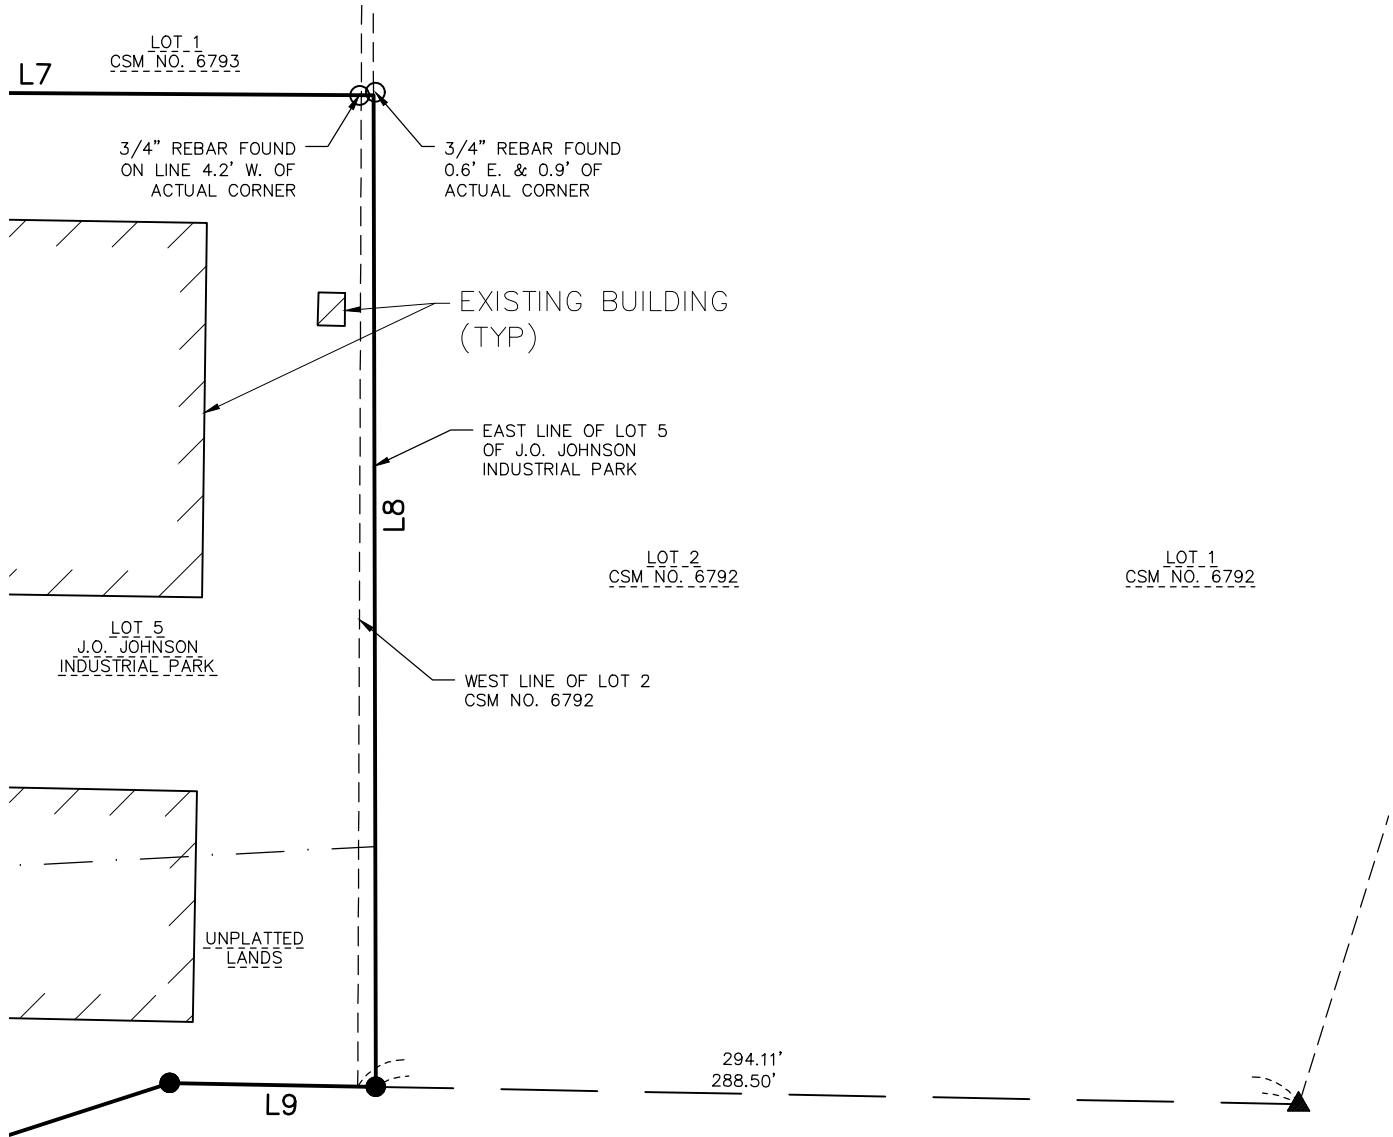 LOT 1
CSM NO. 6793
L7
3/4" REBAR FOUND
ON LINE 4.2' W. OF
ACTUAL CORNER
3/4" REBAR FOUND
0.6' E. & 0.9' OF
ACTUAL CORNER
EXISTING BUILDING
(TYP)
EAST LINE OF LOT 5
OF J.O. JOHNSON
INDUSTRIAL PARK
L8
LOT 2
CSM NO. 6792
LOT 1
CSM NO. 6792
LOT 5
J.O. JOHNSON
INDUSTRIAL PARK
WEST LINE OF LOT 2
CSM NO. 6792
UNPLATTED
LANDS
294.11'
288.50'
L9